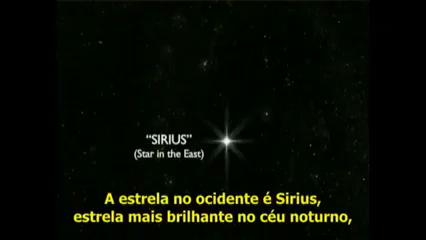 “SIRIUS”
(Star in the East)
A estrela no ocidente é Sirius,
estrela mais brilhante no céu noturno,